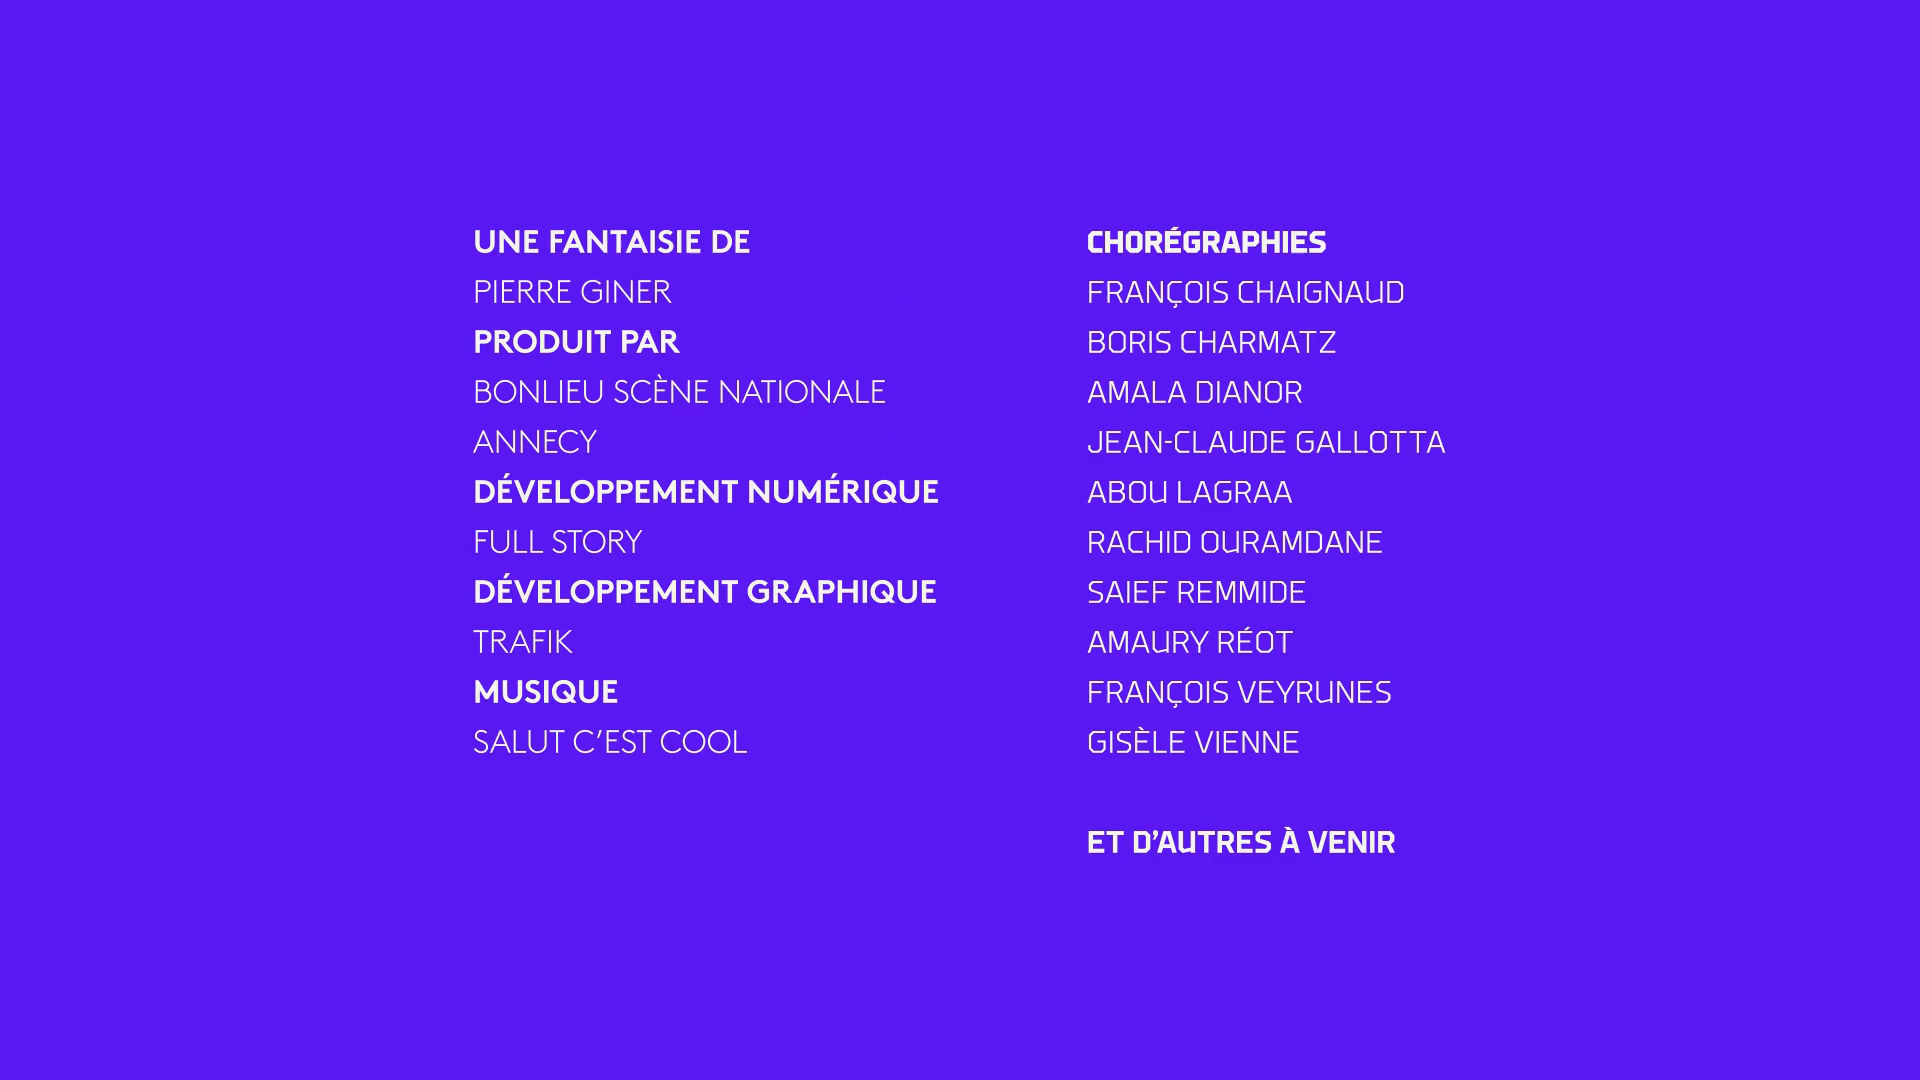 UNE FANTAISIE DE
PIERRE GINER
PRODUIT PAR
BONLIEU SCÈNE NATIONALE
ANNECY
DÉVELOPPEMENT NUMÉRIQUE
FULL STORY
DÉVELOPPEMENT GRAPHIQUE
TRAFIK
MUSIQUE
SALUT C’EST COOL
CHORÉGRAPHIES
FRANÇOIS CHAIGNAUD
BORIS CHARMATZ
AMALA DIANOR
JEAN-CLAUDE GALLOTTA
ABOU LAGRAA
RACHID OURAMDANE
SAIEF REMMIDE
AMAURY RÉOT
FRANÇOIS VEYRUNES
GISÈLE VIENNE
ET D’AUTRES À VENIR